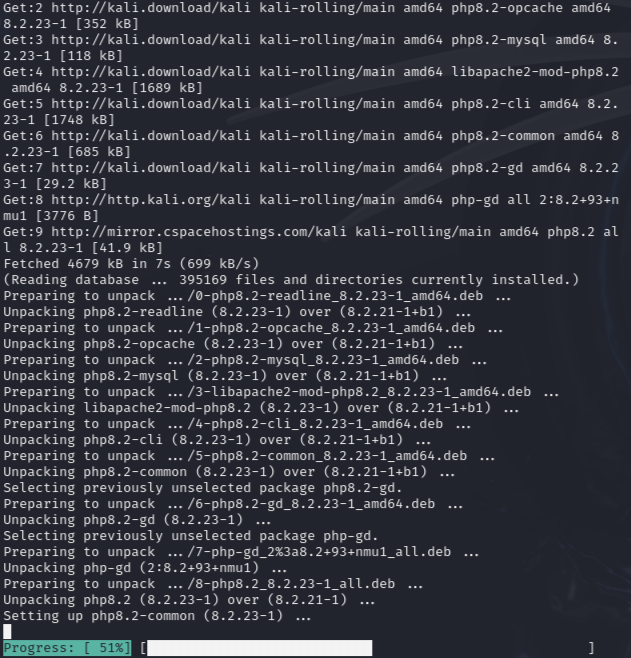 Get:2 http://kali.download/kali kali-rolling/main amd64 php8.2-opcache amd64
8.2.23-1 [352 kB]
Get:3 http://kali.download/kali kali-rolling/main amd64 php8.2-mysql amd64 8.
2.23-1 [118 kB]
Get:4 http://kali.download/kali kali-rolling/main amd64 libapache2-mod-php8.2
 amd64 8.2.23-1 [1689 kB]
Get:5 http://kali.download/kali kali-rolling/main amd64 php8.2-cli amd64 8.2.
23-1 [1748 kB]
Get:6 http://kali.download/kali kali-rolling/main amd64 php8.2-common amd64 8
.2.23-1 [685 kB]
Get:7 http://kali.download/kali kali-rolling/main amd64 php8.2-gd amd64 8.2.2
3-1 [29.2 kB]
Get:8 http://http.kali.org/kali kali-rolling/main amd64 php-gd all 2:8.2+93+n
mu1 [3776 B]
Get:9 http://mirror.cspacehostings.com/kali kali-rolling/main amd64 php8.2 al
l 8.2.23-1 [41.9 kB]
Fetched 4679 kB in 7s (699 kB/s)
(Reading database ... 395169 files and directories currently installed.)
Preparing to unpack .../0-php8.2-readline_8.2.23-1_amd64.deb ...
Unpacking php8.2-readline (8.2.23-1) over (8.2.21-1+b1) ...
Preparing to unpack .../1-php8.2-opcache_8.2.23-1_amd64.deb ...
Unpacking php8.2-opcache (8.2.23-1) over (8.2.21-1+b1) ...
Preparing to unpack .../2-php8.2-mysql_8.2.23-1_amd64.deb ...
Unpacking php8.2-mysql (8.2.23-1) over (8.2.21-1+b1) ...
Preparing to unpack .../3-libapache2-mod-php8.2_8.2.23-1_amd64.deb ...
Unpacking libapache2-mod-php8.2 (8.2.23-1) over (8.2.21-1+b1) ...
Preparing to unpack .../4-php8.2-cli_8.2.23-1_amd64.deb ...
Unpacking php8.2-cli (8.2.23-1) over (8.2.21-1+b1) ...
Preparing to unpack .../5-php8.2-common_8.2.23-1_amd64.deb ...
Unpacking php8.2-common (8.2.23-1) over (8.2.21-1+b1) ...
Selecting previously unselected package php8.2-gd.
Preparing to unpack .../6-php8.2-gd_8.2.23-1_amd64.deb ...
Unpacking php8.2-gd (8.2.23-1) ...
Selecting previously unselected package php-gd.
Preparing to unpack .../7-php-gd_2%3a8.2+93+nmu1_all.deb ...
Unpacking php-gd (2:8.2+93+nmu1) ...
Preparing to unpack .../8-php8.2_8.2.23-1_all.deb ...
Unpacking php8.2 (8.2.23-1) over (8.2.21-1) ...
Setting up php8.2-common (8.2.23-1) ...
Progress: [ 51%] [                    ]